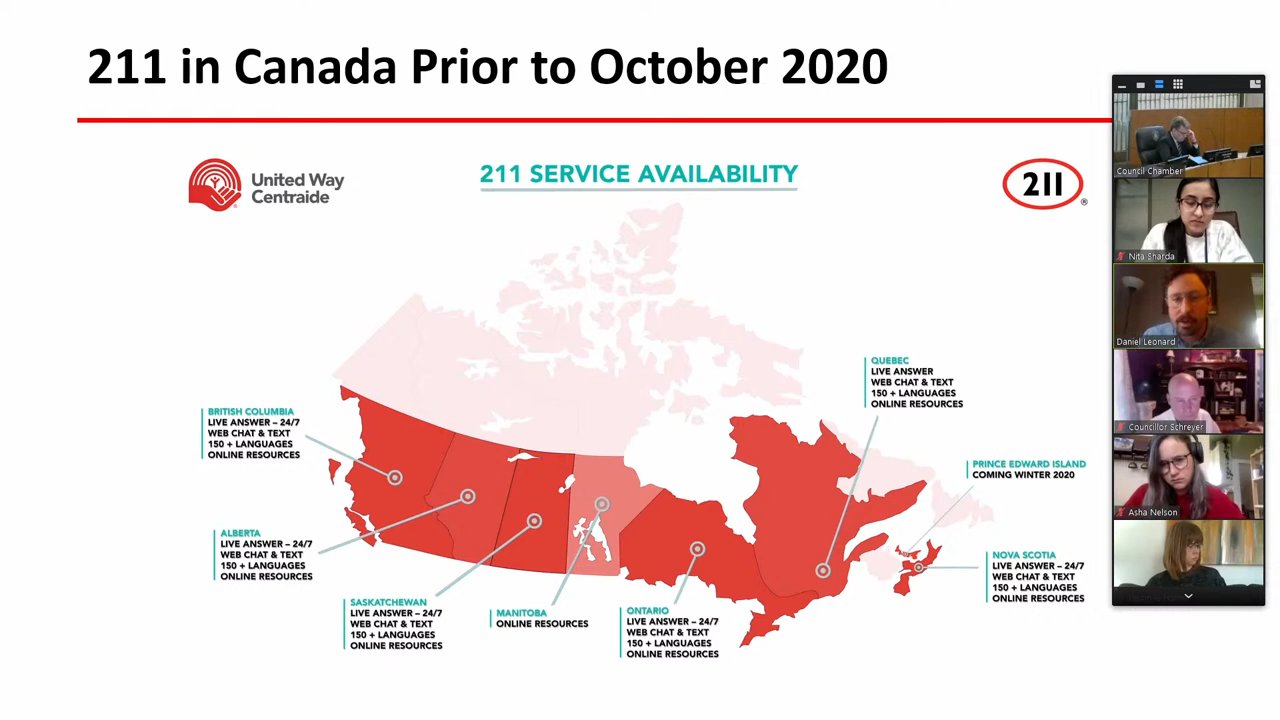 211 in Canada Prior to October 2020
United Way
Centraide
211 SERVICE AVAILABILITY
211
®
QUEBEC
LIVE ANSWER
WEB CHAT & TEXT
150 + LANGUAGES
ONLINE RESOURCES
BRITISH COLUMBIA
LIVE ANSWER – 24/7
WEB CHAT & TEXT
150 + LANGUAGES
ONLINE RESOURCES
PRINCE EDWARD ISLAND
COMING WINTER 2020
ALBERTA
LIVE ANSWER – 24/7
WEB CHAT & TEXT
150 + LANGUAGES
ONLINE RESOURCES
NOVA SCOTIA
LIVE ANSWER – 24/7
WEB CHAT & TEXT
150 + LANGUAGES
ONLINE RESOURCES
SASKATCHEWAN
LIVE ANSWER – 24/7
WEB CHAT & TEXT
150 + LANGUAGES
ONLINE RESOURCES
MANITOBA
ONLINE RESOURCES
ONTARIO
LIVE ANSWER – 24/7
WEB CHAT & TEXT
150 + LANGUAGES
ONLINE RESOURCES
Council Chamber
Nita Sharda
Daniel Leonard
Councillor Schreyer
Asha Nelson